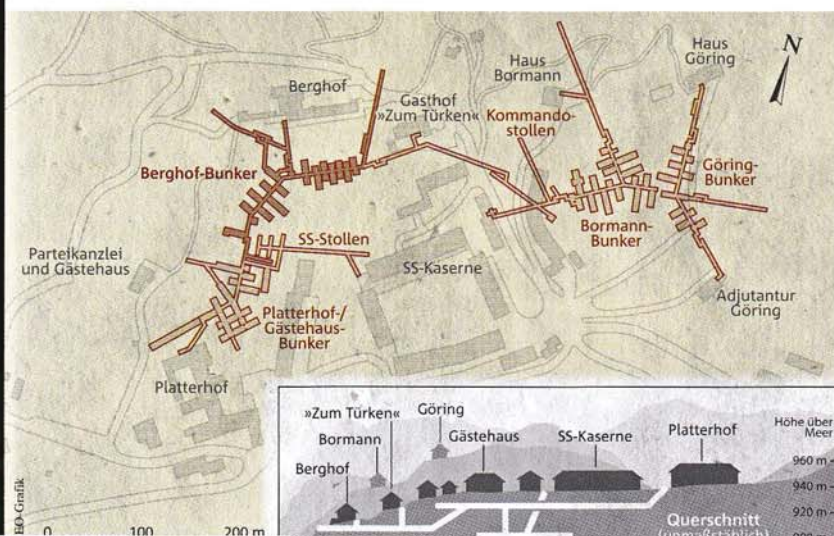 Haus
Göring
N
Haus
Bormann
Berghof
Gasthof
»Zum Türken«
Kommando-
stollen
Berghof-Bunker
Göring-
Bunker
Bormann-
Bunker
SS-Stollen
Parteikanzlei
und Gästehaus
SS-Kaserne
Adjutantur
Göring
Platterhof-/
Gästehaus-
Bunker
Platterhof
»Zum Türken«
Göring
Bormann
Gästehaus
SS-Kaserne
Platterhof
Berghof
Höhe über
Meer
960 m
940 m
920 m
Querschnitt
(unmaßstäblich)
0 100 200 m